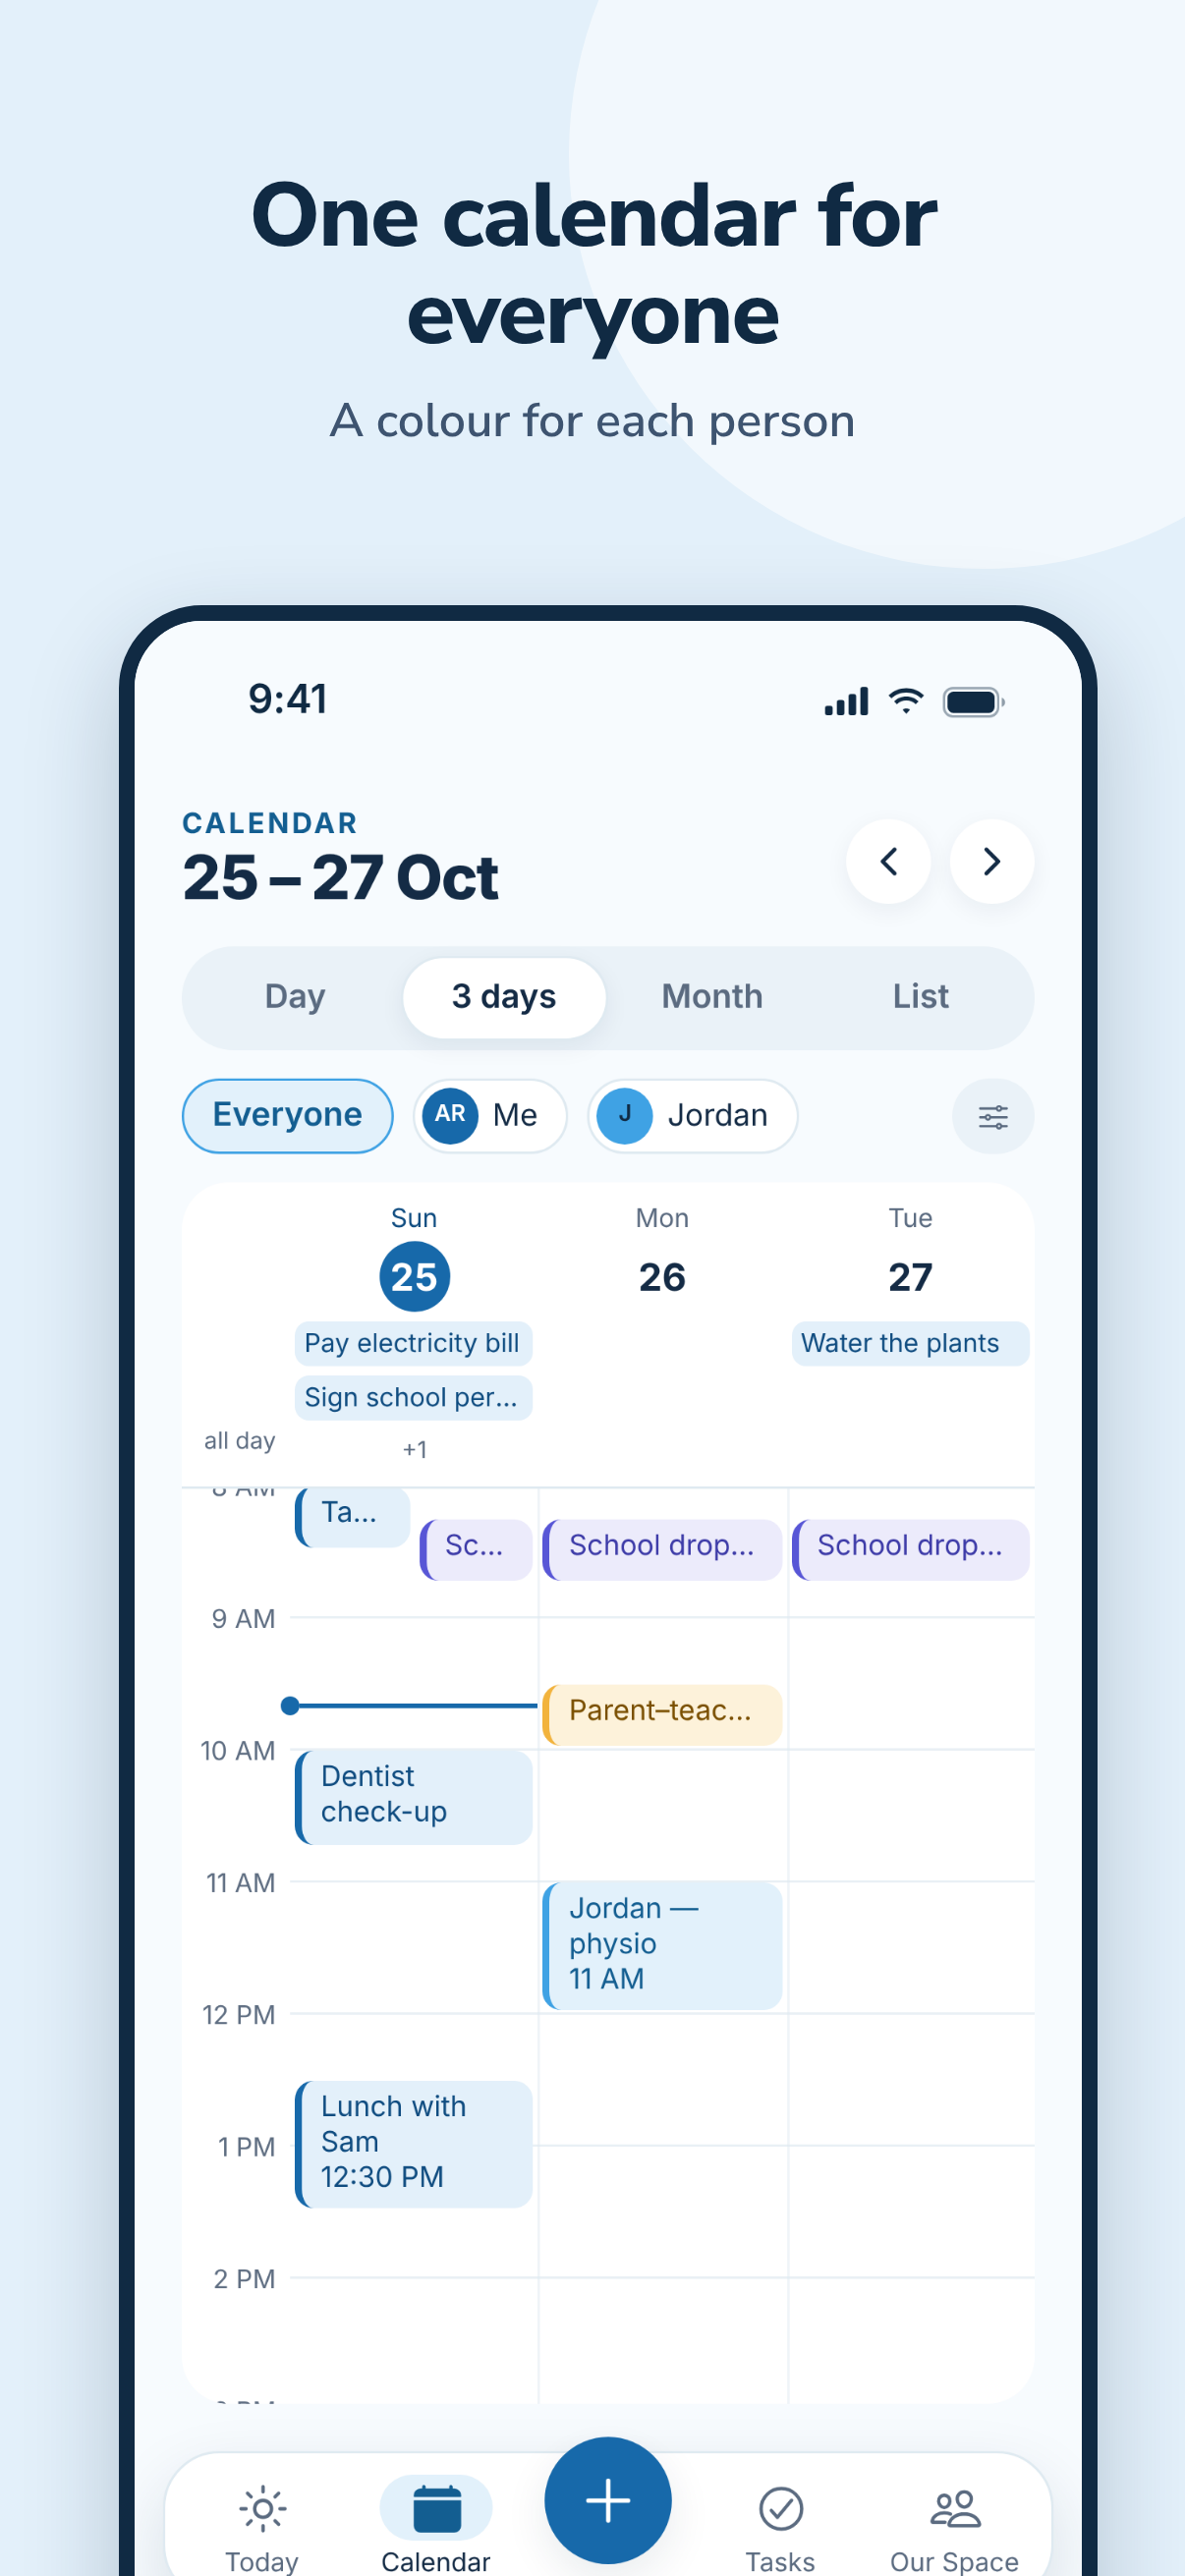 One calendar for
everyone
A colour for each person
9:41
CALENDAR
25 – 27 Oct
Day
3 days
Month
List
Everyone
AR
Me
J
Jordan
Sun
Mon
Tue
25
26
27
Pay electricity bill
Water the plants
Sign school per...
all day
+1
8 AM
Ta...
Sc...
School drop...
School drop...
9 AM
Parent–teac...
10 AM
Dentist
check-up
11 AM
Jordan —
physio
11 AM
12 PM
Lunch with
Sam
12:30 PM
1 PM
2 PM
Today
Calendar
Tasks
Our Space